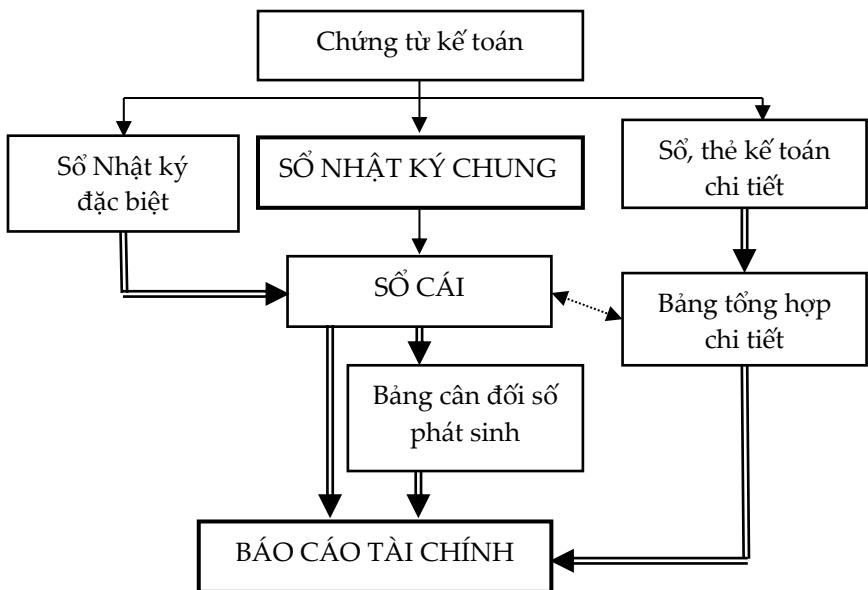 Chứng từ kế toán
Sổ Nhật ký
đặc biệt
SỔ NHẬT KÝ CHUNG
Sổ, thẻ kế toán
chi tiết
SỔ CÁI
Bảng tổng hợp
chi tiết
Bảng cân đối số
phát sinh
BÁO CÁO TÀI CHÍNH